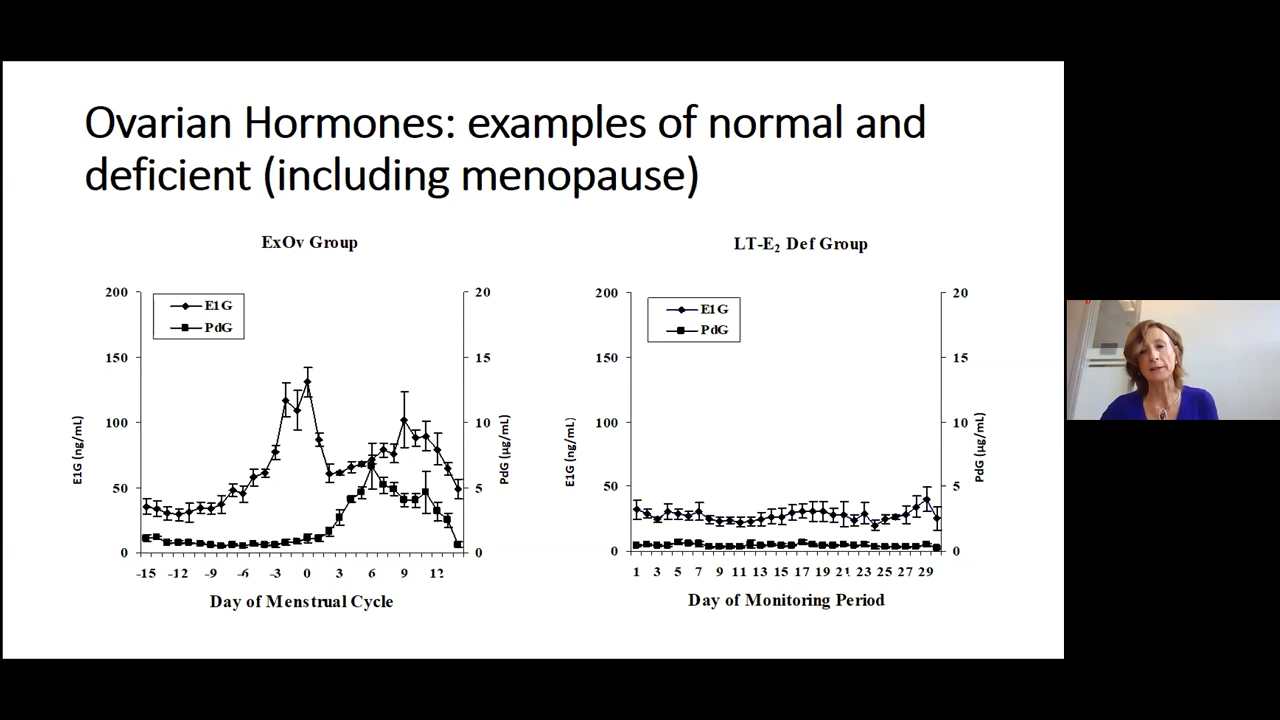 Ovarian Hormones: examples of normal and
deficient (including menopause)
ExOv Group
E1G
PdG
200
150
100
50
0
20
15
10
5
0
E1G (ng/mL)
PdG (µg/mL)
-15 -12 -9 -6 -3 0 3 6 9 12
Day of Menstrual Cycle
LT-E₂ Def Group
E1G
PdG
200
150
100
50
0
20
15
10
5
0
E1G (ng/mL)
PdG (µg/mL)
1 3 5 7 9 11 13 15 17 19 21 23 25 27 29
Day of Monitoring Period